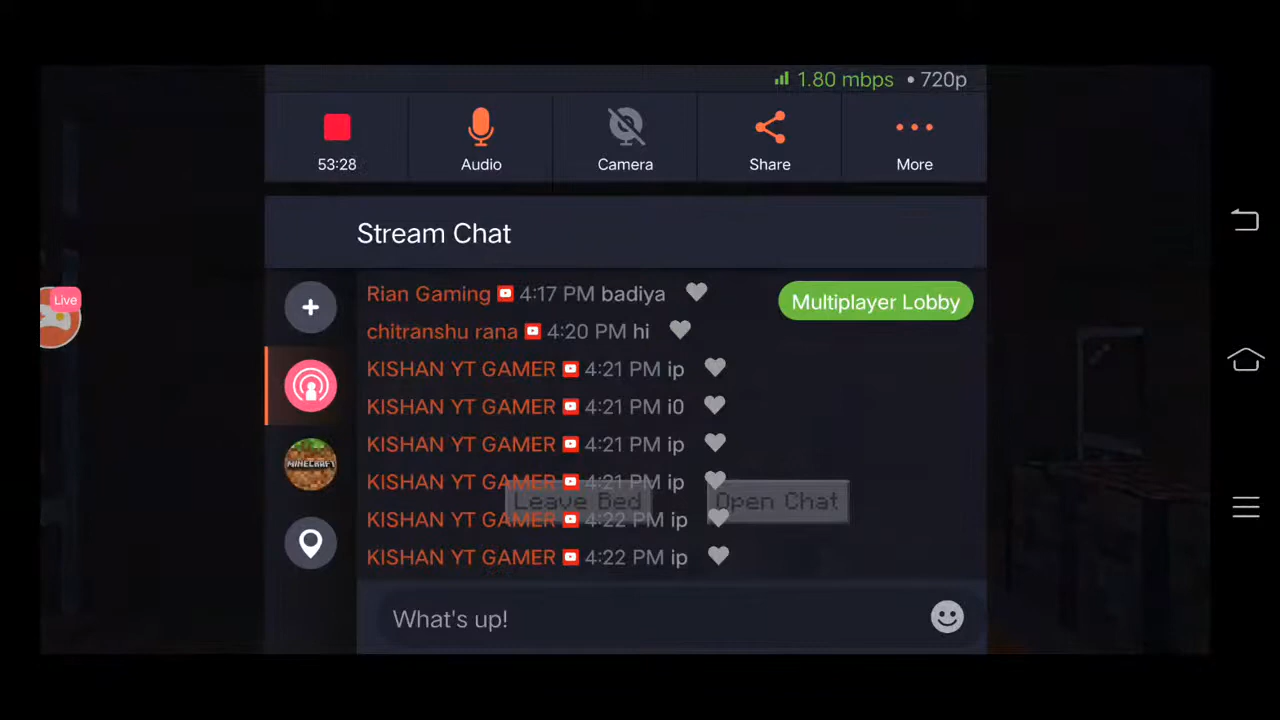 1.80 mbps • 720p
53:28
Audio
Camera
Share
More
Stream Chat
Live
Multiplayer Lobby
Rian Gaming 4:17 PM badiya
chitranshu rana 4:20 PM hi
KISHAN YT GAMER 4:21 PM ip
KISHAN YT GAMER 4:21 PM i0
KISHAN YT GAMER 4:21 PM ip
MINECRAFT
KISHAN YT GAMER 4:21 PM ip
Leave Bed
Open Chat
KISHAN YT GAMER 4:22 PM ip
KISHAN YT GAMER 4:22 PM ip
What's up!